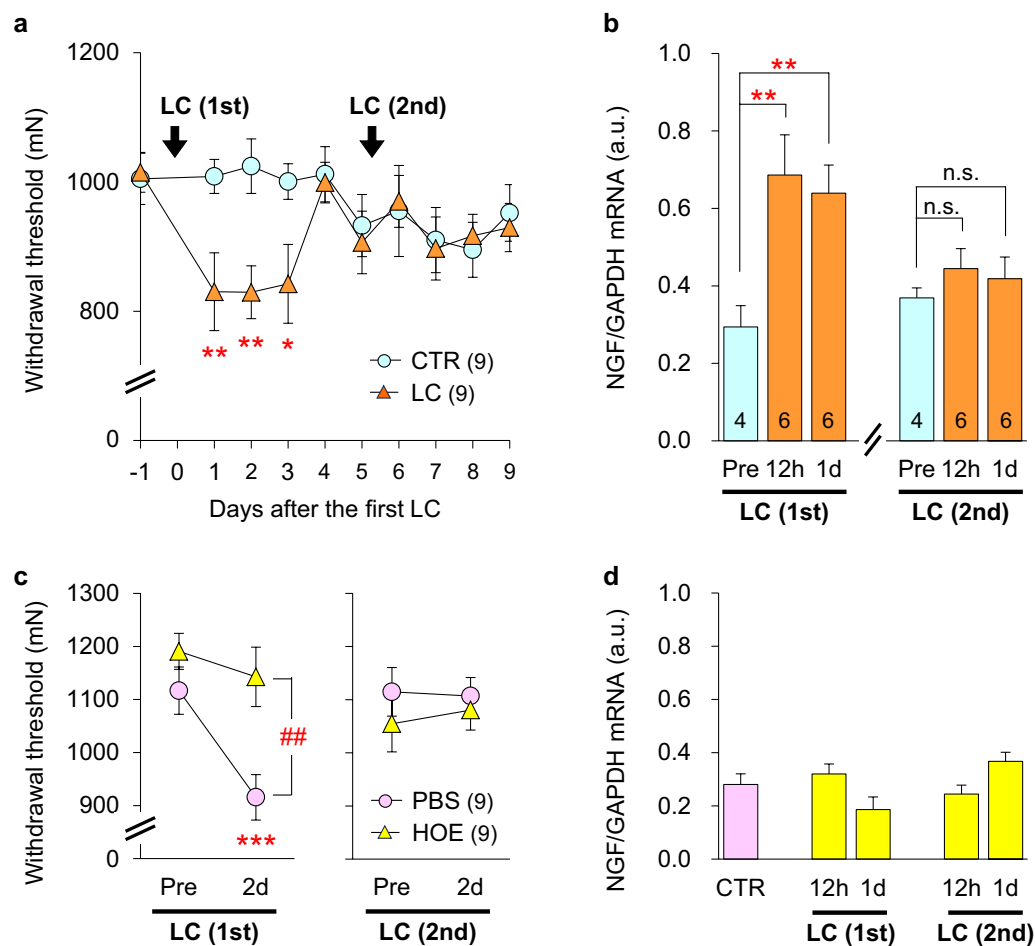 a
Withdrawal threshold (mN)
1200
1000
800
0
LC (1st)
LC (2nd)
** ** *
CTR (9)
LC (9)
-1 0 1 2 3 4 5 6 7 8 9
Days after the first LC
b
NGF/GAPDH mRNA (a.u.)
1.0
0.8
0.6
0.4
0.2
0.0
**
**
n.s.
n.s.
4 6 6 4 6 6
Pre 12h 1d Pre 12h 1d
LC (1st) LC (2nd)
c
Withdrawal threshold (mN)
1300
1200
1100
1000
900
0
##
***
PBS (9)
HOE (9)
Pre 2d Pre 2d
LC (1st) LC (2nd)
d
NGF/GAPDH mRNA (a.u.)
1.0
0.8
0.6
0.4
0.2
0.0
CTR 12h 1d 12h 1d
LC (1st) LC (2nd)